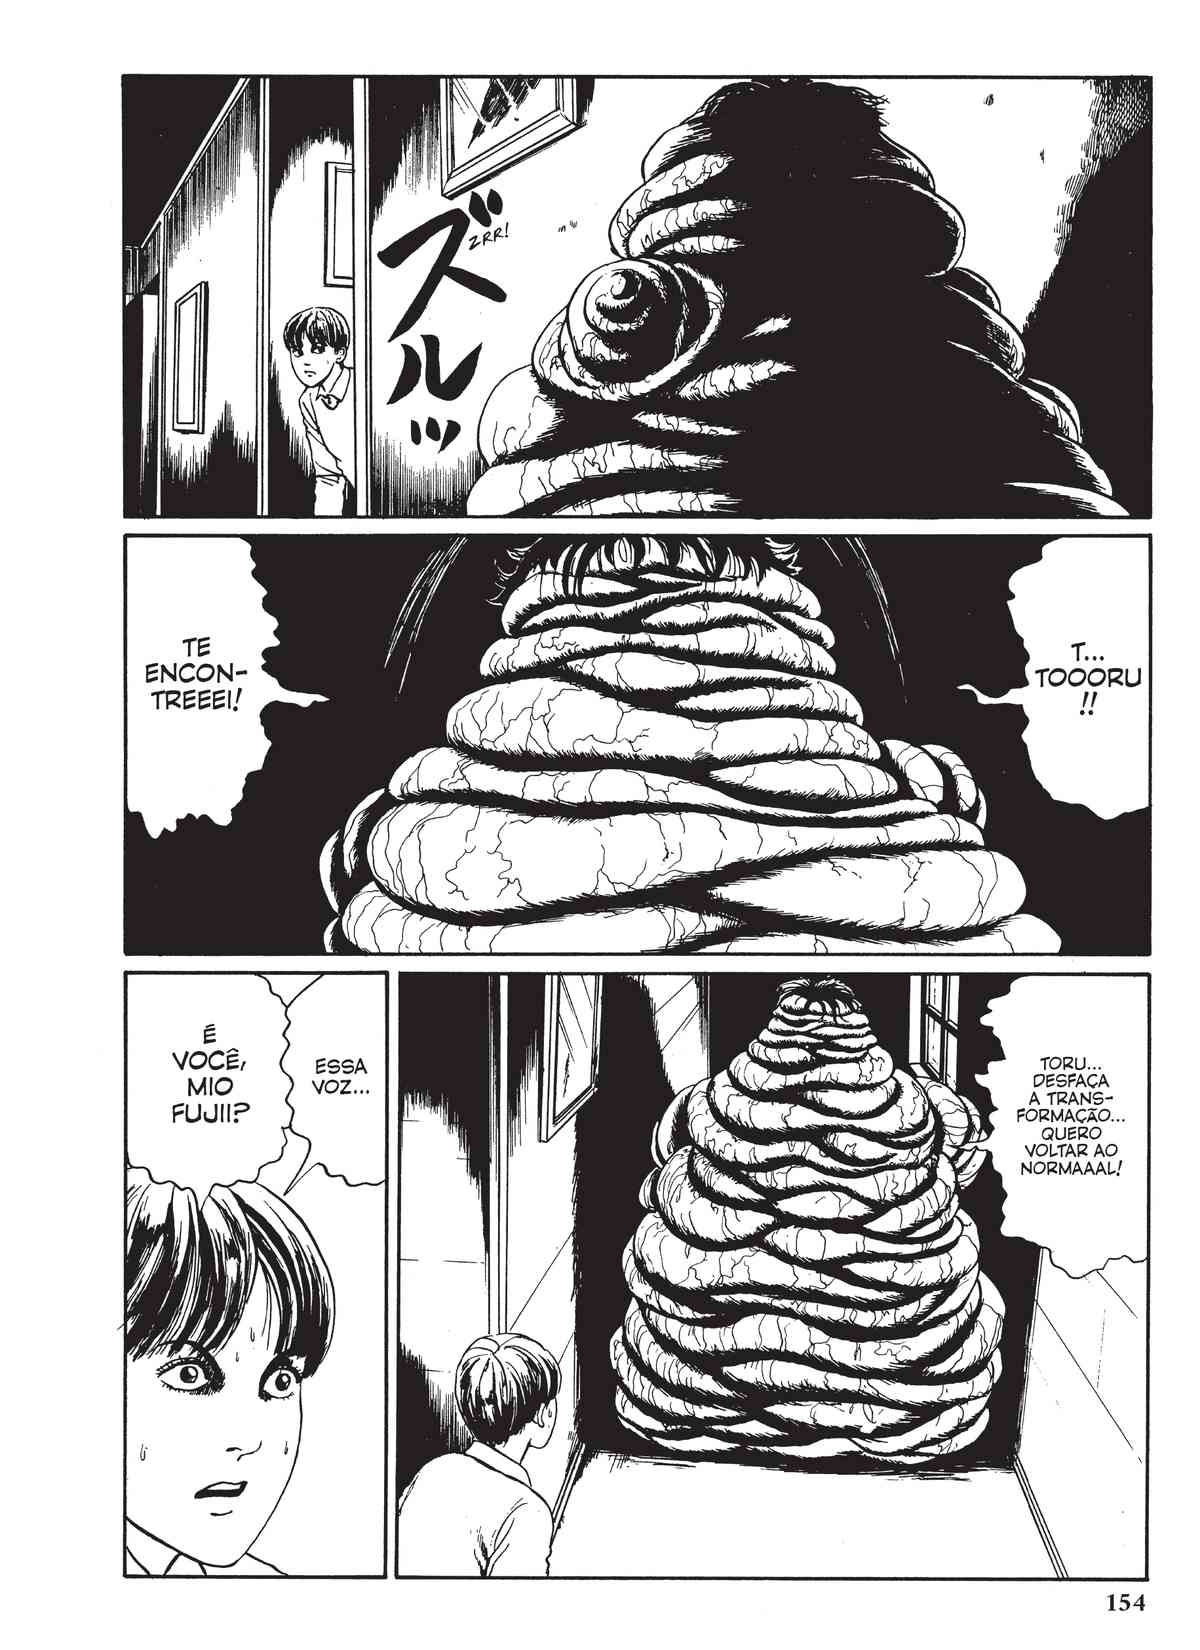 ズルッ
ZRR!
T...
TOOORU
!!
TE
ENCON-
TREEEI!
TORU...
DESFAÇA
A TRANS-
FORMAÇÃO...
QUERO
VOLTAR AO
NORMAAAL!
ESSA
VOZ...
É
VOCÊ,
MIO
FUJII?
154